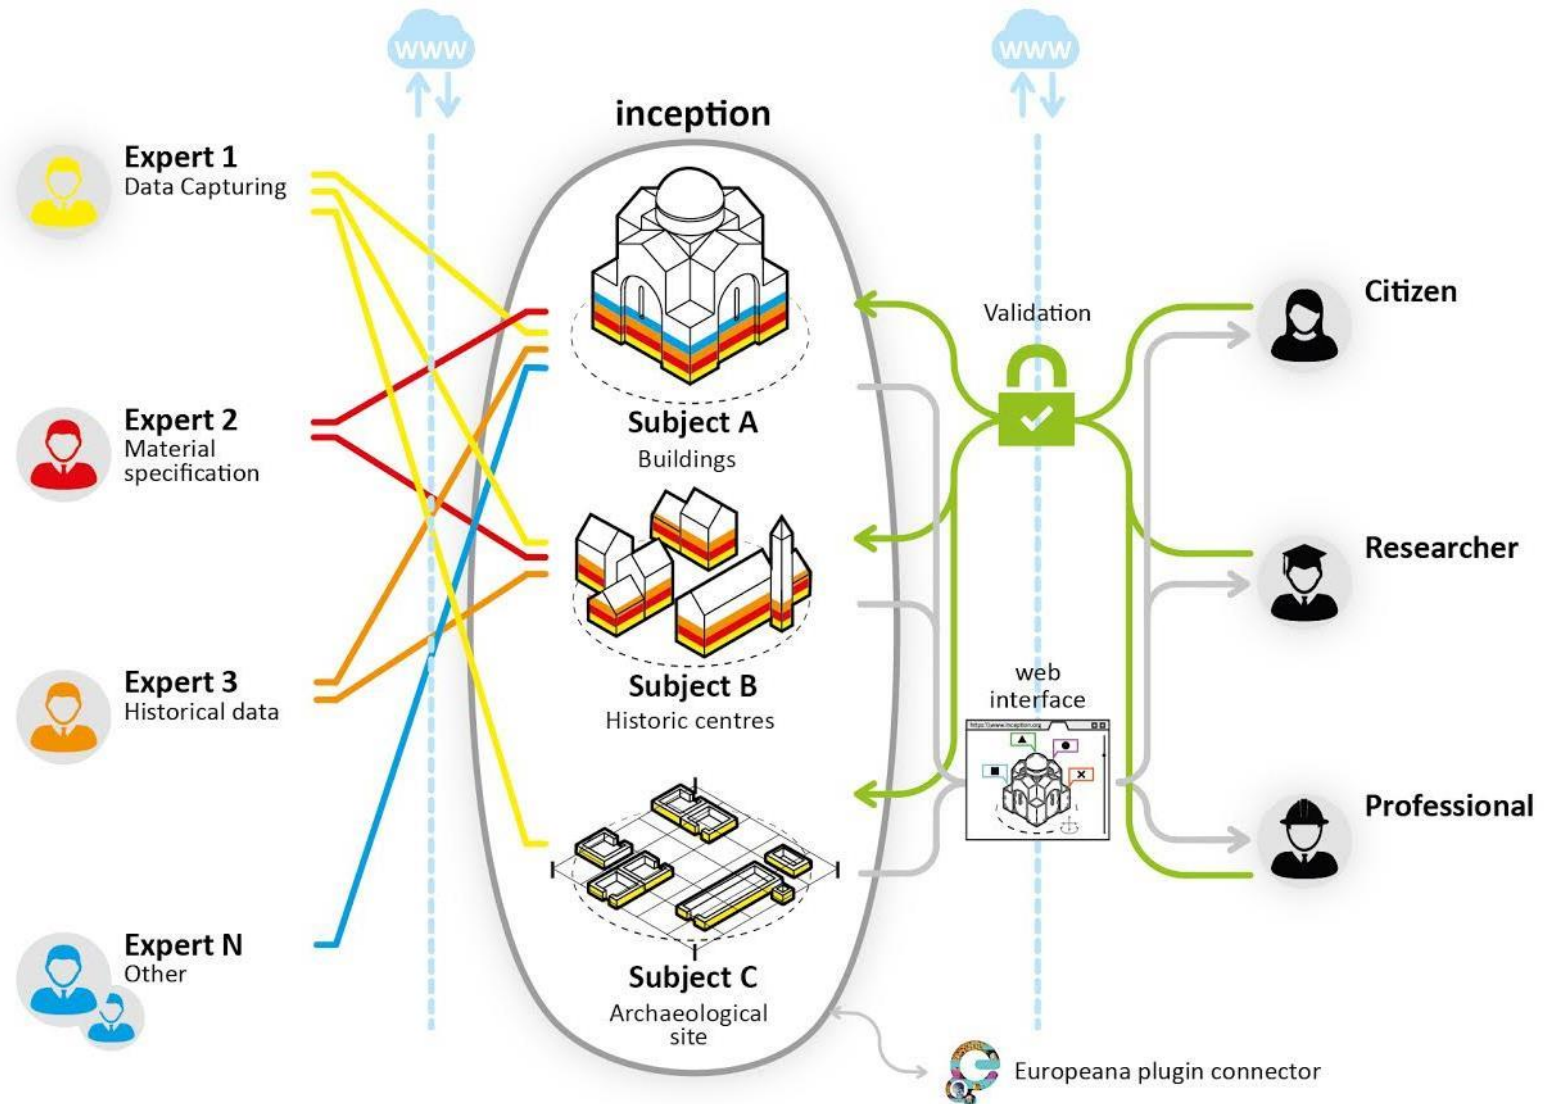 www
www
inception
Expert 1
Data Capturing
Expert 2
Material
specification
Expert 3
Historical data
Expert N
Other
Subject A
Buildings
Subject B
Historic centres
Subject C
Archaeological
site
Validation
web
interface
Citizen
Researcher
Professional
Europeana plugin connector